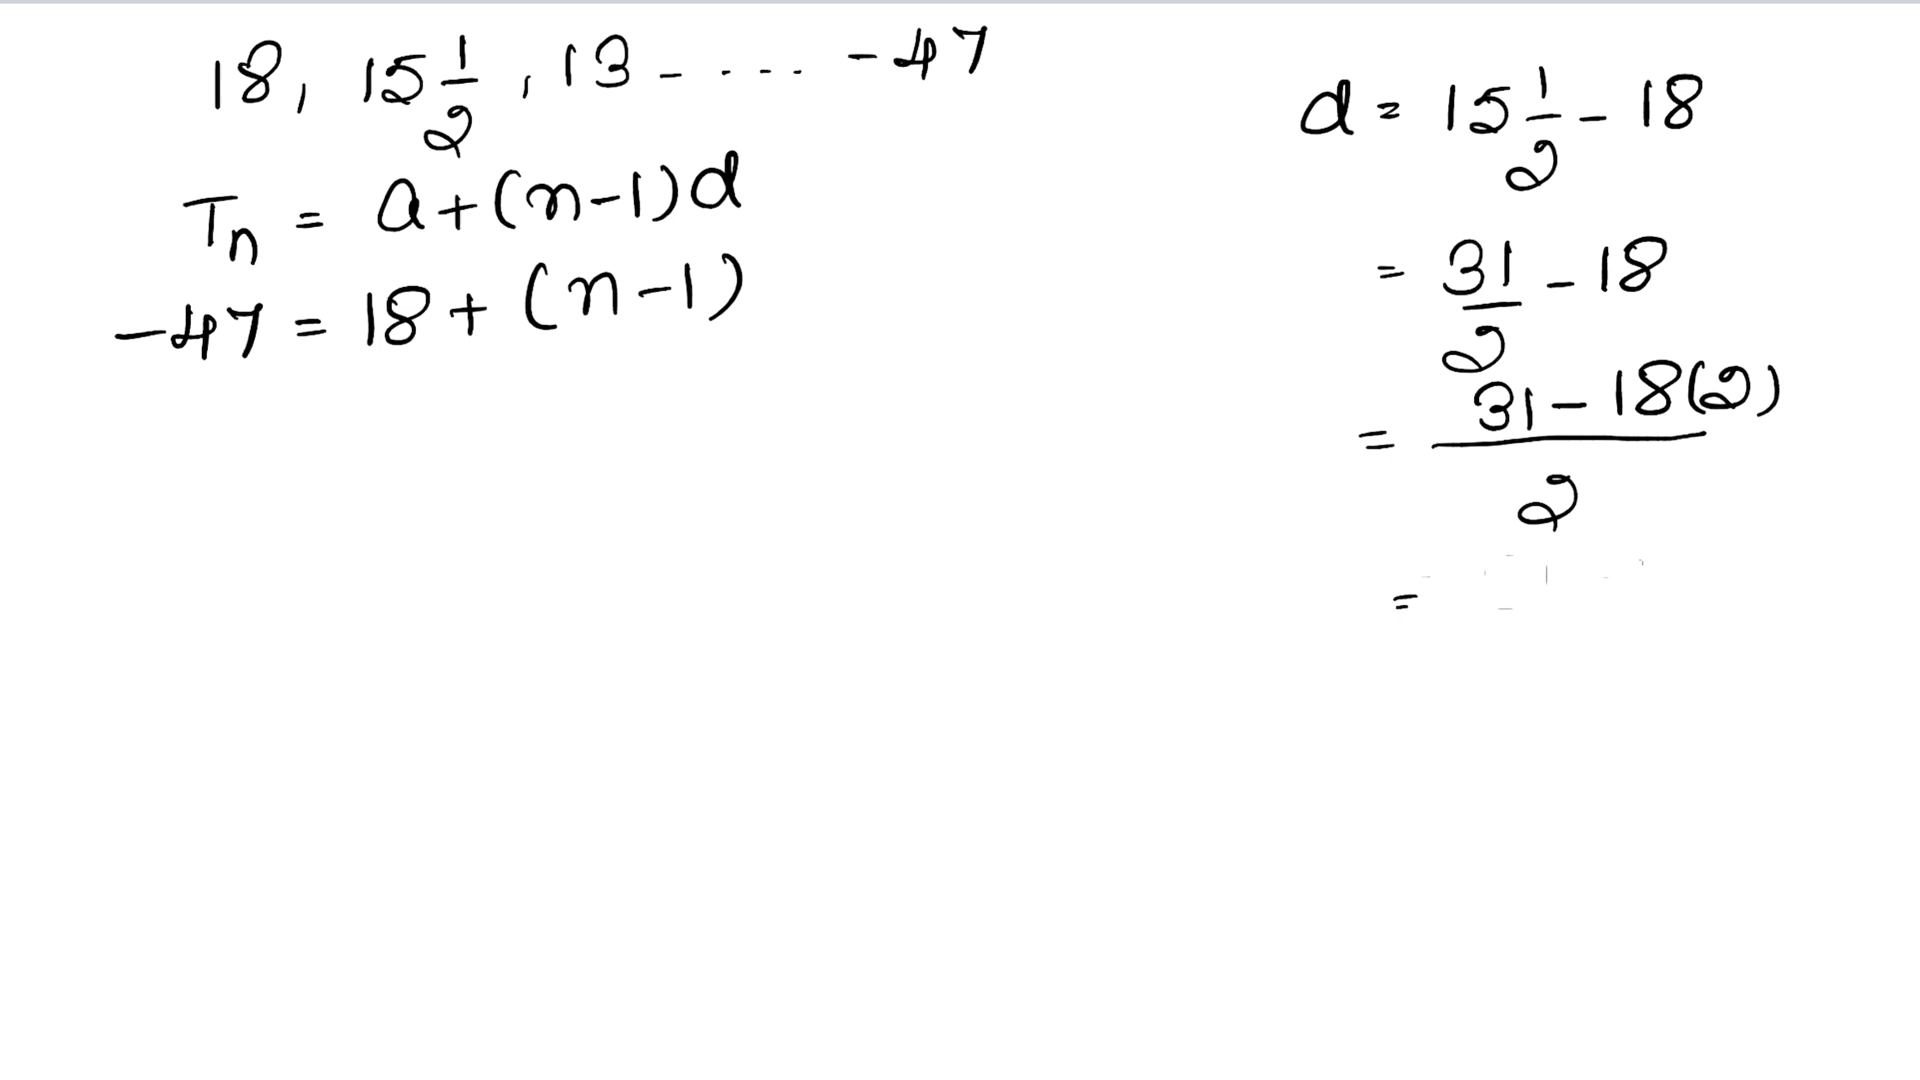 18, 15 1/2, 13 - .... -47
Tn = a+(n-1)d
-47 = 18 + (n-1)
d = 15 1/2 - 18
= 31/2 - 18
= 31 - 18(2) / 2
=